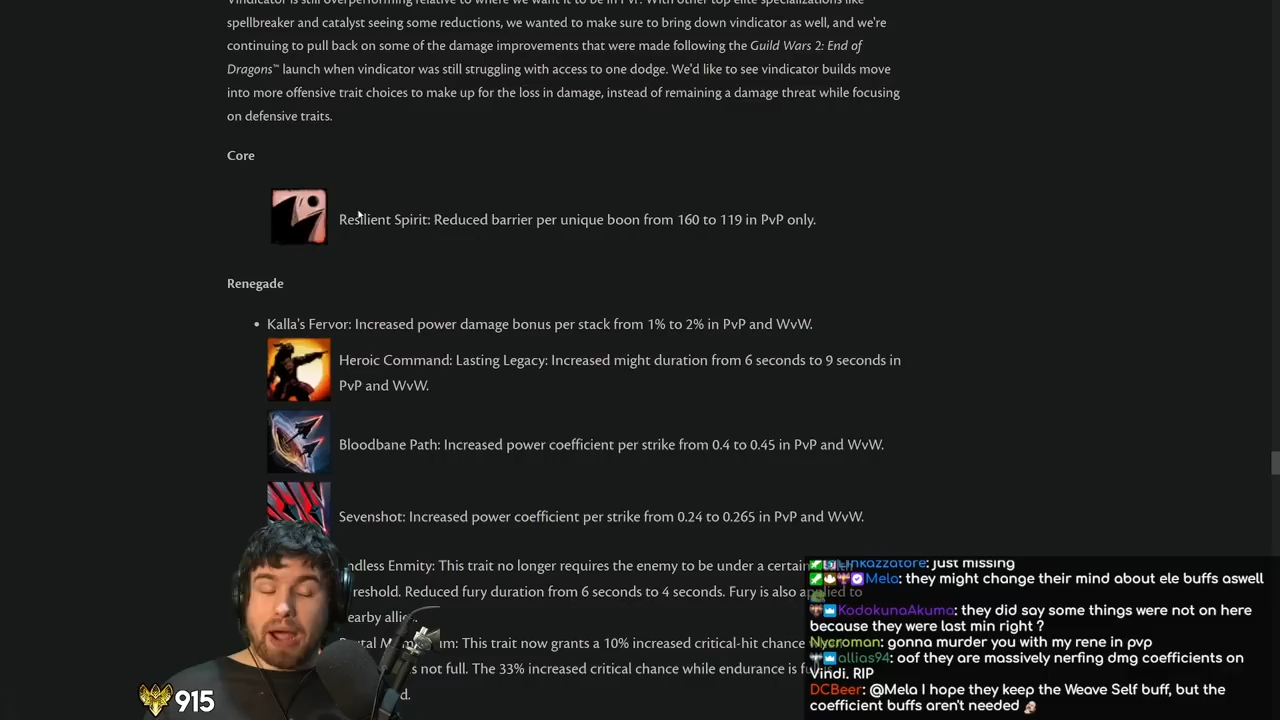 Vindicator is still overperforming relative to where we want it to be in PvP. With other top elite specializations like
spellbreaker and catalyst seeing some reductions, we wanted to make sure to bring down vindicator as well, and we're
continuing to pull back on some of the damage improvements that were made following the Guild Wars 2: End of
Dragons™ launch when vindicator was still struggling with access to one dodge. We'd like to see vindicator builds move
into more offensive trait choices to make up for the loss in damage, instead of remaining a damage threat while focusing
on defensive traits.
Core
Resilient Spirit: Reduced barrier per unique boon from 160 to 119 in PvP only.
Renegade
• Kalla's Fervor: Increased power damage bonus per stack from 1% to 2% in PvP and WvW.
Heroic Command: Lasting Legacy: Increased might duration from 6 seconds to 9 seconds in
PvP and WvW.
Bloodbane Path: Increased power coefficient per strike from 0.4 to 0.45 in PvP and WvW.
Sevenshot: Increased power coefficient per strike from 0.24 to 0.265 in PvP and WvW.
ndless Enmity: This trait no longer requires the enemy to be under a certain
reshold. Reduced fury duration from 6 seconds to 4 seconds. Fury is also applied to
earby allie
This trait now grants a 10% increased critical-hit chance
s not full. The 33% increased critical chance while endurance is fu
d.
915
Linkazzatore: just missing
Mela: they might change their mind about ele buffs aswell
KodokunaAkuma: they did say some things were not on here
because they were last min right ?
Nycroman: gonna murder you with my rene in pvp
allias94: oof they are massively nerfing dmg coefficients on
Vindi. RIP
DCBeer: @Mela I hope they keep the Weave Self buff, but the
coefficient buffs aren't needed